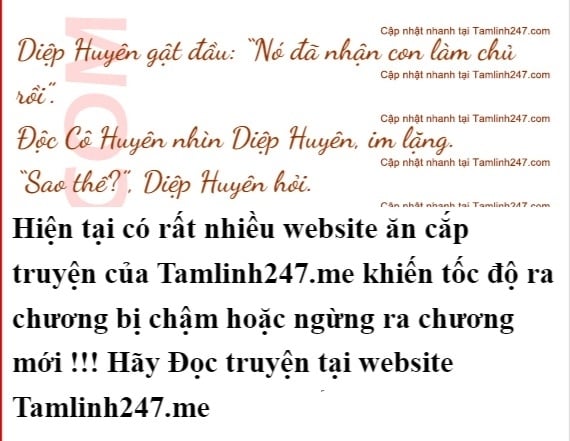 Cập nhật nhanh tại Tamlinh247.com
Diệp Huyên gật đầu: “Nó đã nhận con làm chủ
Cập nhật nhanh tại Tamlinh247.com
rồi”.
Cập nhật nhanh tại Tamlinh247.com
Độc Cô Huyên nhìn Diệp Huyên, im lặng.
Cập nhật nhanh tại Tamlinh247.com
“Sao thế?”, Diệp Huyên hỏi.
Cập nhật nhanh tại Tamlinh247.com
COM
Hiện tại có rất nhiều website ăn cắp
truyện của Tamlinh247.me khiến tốc độ ra
chương bị chậm hoặc ngừng ra chương
mới !!! Hãy Đọc truyện tại website
Tamlinh247.me